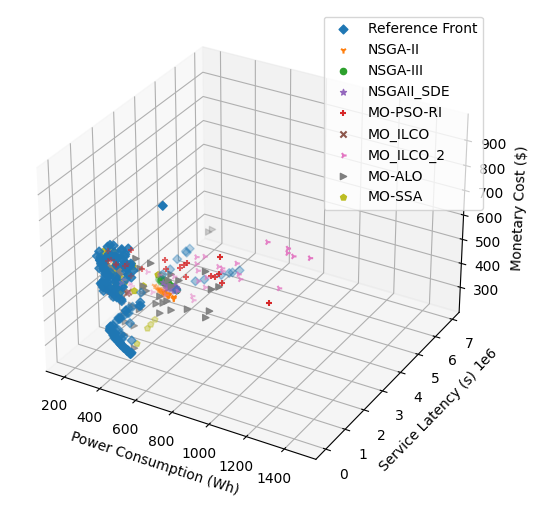 Reference Front
NSGA-II
NSGA-III
NSGAII_SDE
MO-PSO-RI
MO_ILCO
MO_ILCO_2
MO-ALO
MO-SSA
900
800
700
600
500
400
300
Monetary Cost ($)
7
6
5
4
3
2
1
0
1e6
Service Latency (s)
200
400
600
800
1000
1200
1400
Power Consumption (Wh)